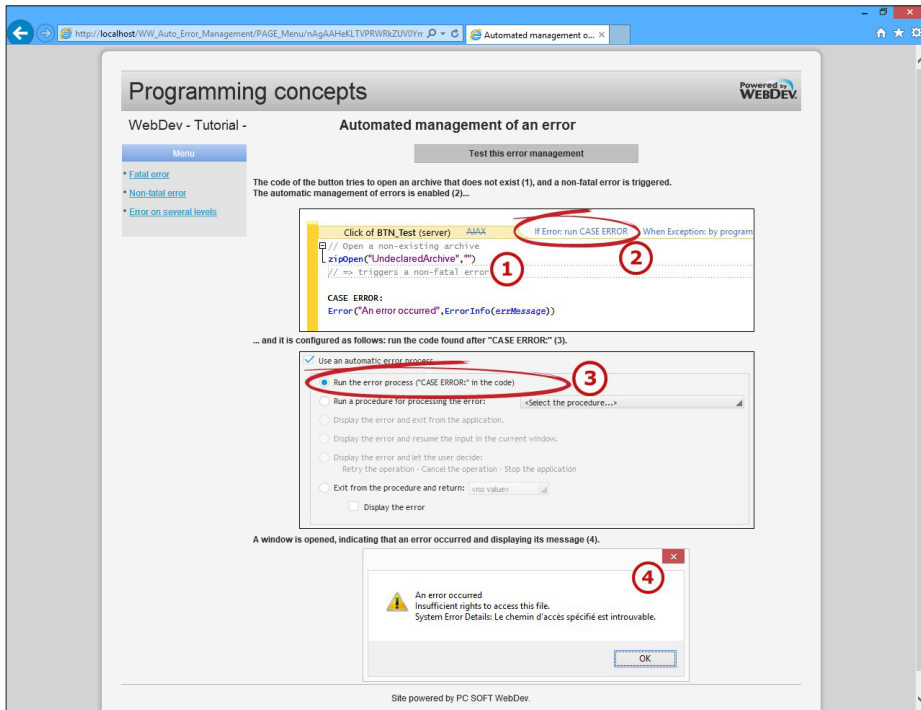 http://localhost/WW_Auto_Error_Management/PAGE_Menu/nAgAAHeKLTVPRWRkZUV0Yrr
Automated management o...
Programming concepts
Powered by
WEBDEV.
WebDev - Tutorial -
Automated management of an error
Menu
Test this error management
Fatal error
Non-fatal error
Error on several levels
The code of the button tries to open an archive that does not exist (1), and a non-fatal error is triggered.
The automatic management of errors is enabled (2)...
Click of BTN_Test (server) AJAX If Error: run CASE ERROR When Exception: by program
// Open a non-existing archive
zipOpen("UndeclaredArchive","")
// => triggers a non-fatal error
1
2
CASE ERROR:
Error("An error occurred",ErrorInfo(errMessage))
... and it is configured as follows: run the code found after "CASE ERROR:" (3).
Use an automatic error process
Run the error process ("CASE ERROR:" in the code)
3
Run a procedure for processing the error: <Select the procedure...>
Display the error and exit from the application.
Display the error and resume the input in the current window.
Display the error and let the user decide:
Retry the operation - Cancel the operation - Stop the application
Exit from the procedure and return: <no value>
Display the error
A window is opened, indicating that an error occurred and displaying its message (4).
4
An error occurred
Insufficient rights to access this file.
System Error Details: Le chemin d'accès spécifié est introuvable.
OK
Site powered by PC SOFT WebDev.